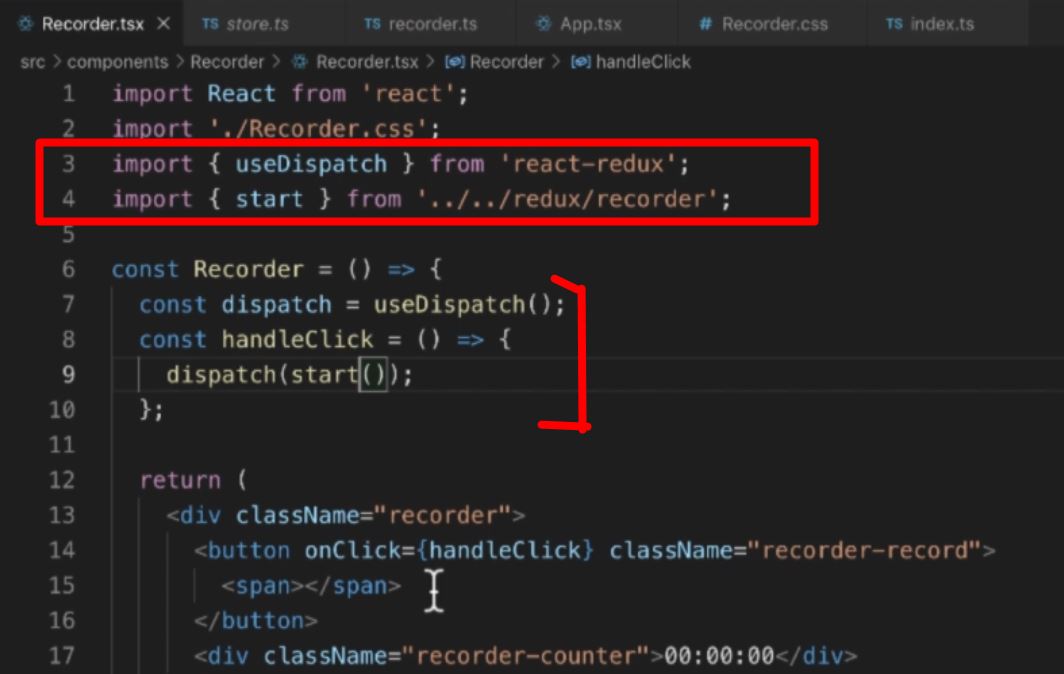 Recorder.tsx × TS store.ts TS recorder.ts App.tsx # Recorder.css TS index.ts
src > components > Recorder > Recorder.tsx > Recorder > handleClick
1 import React from 'react';
2 import './Recorder.css';
3 import { useDispatch } from 'react-redux';
4 import { start } from '../../redux/recorder';
5
6 const Recorder = () => {
7 const dispatch = useDispatch();
8 const handleClick = () => {
9 dispatch(start());
10 };
11
12 return (
13 <div className="recorder">
14 <button onClick={handleClick} className="recorder-record">
15 <span></span>
16 </button>
17 <div className="recorder-counter">00:00:00</div>